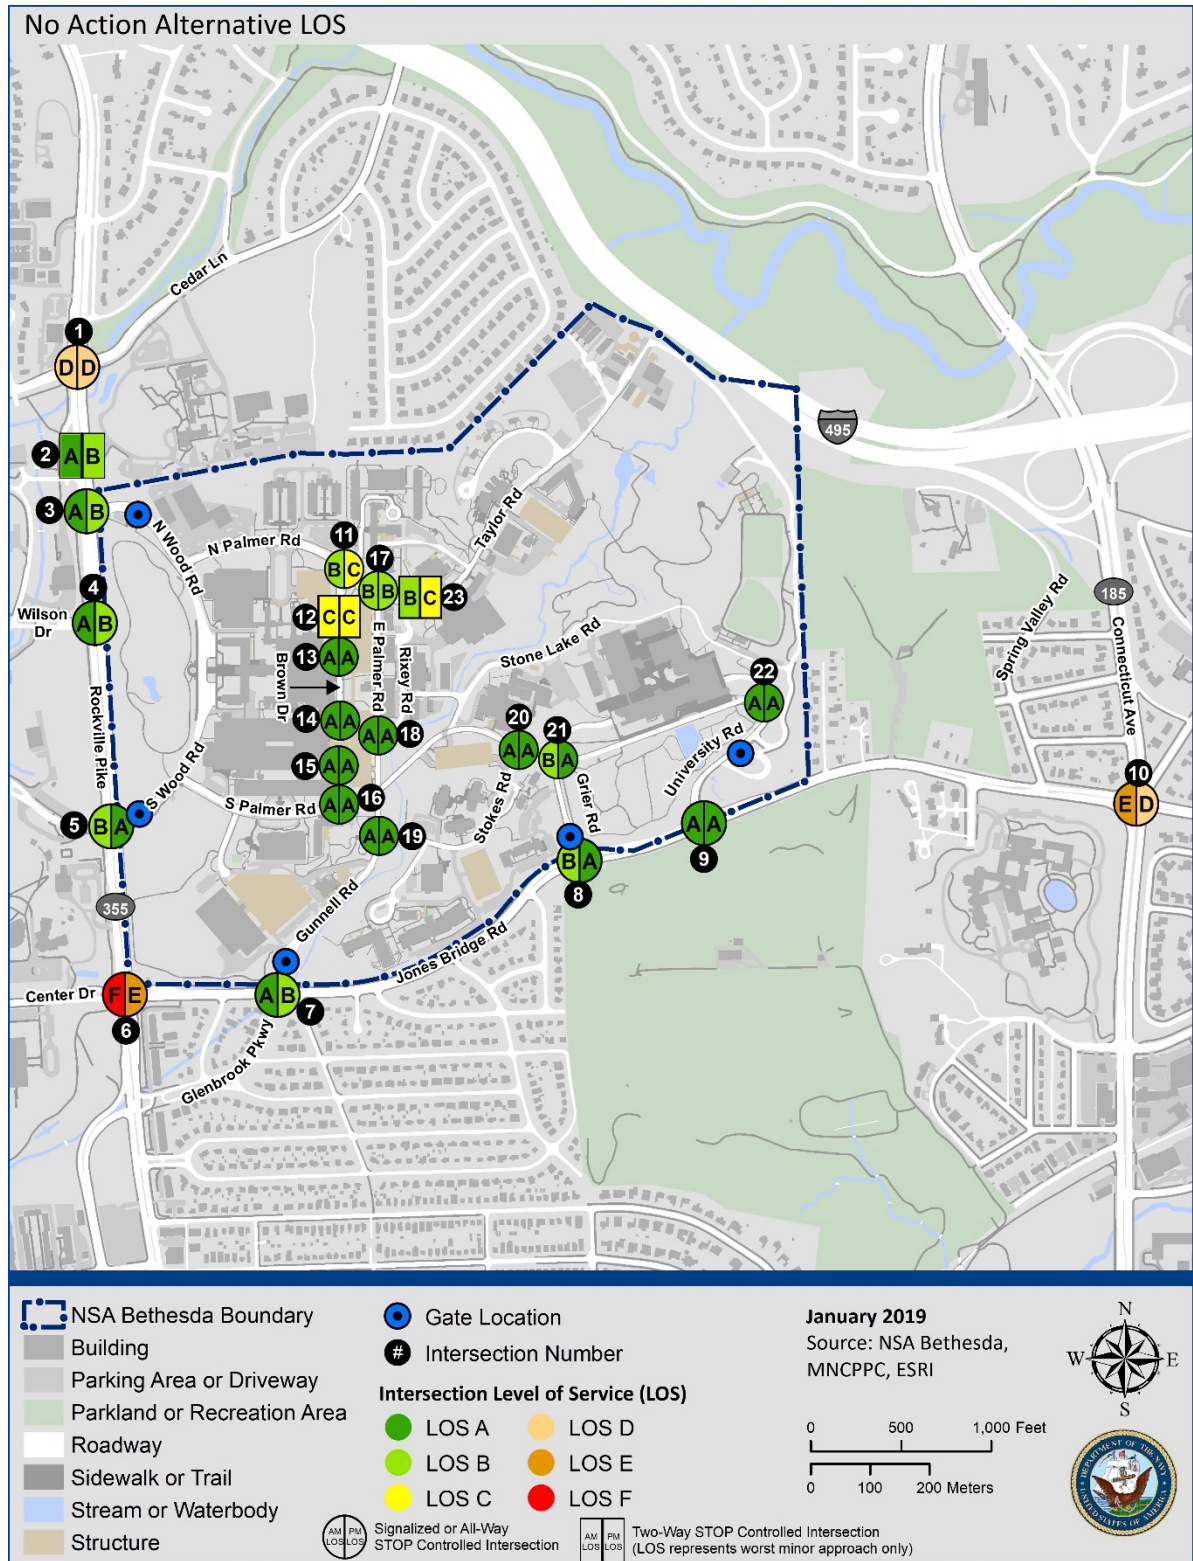 No Action Alternative LOS
Cedar Ln
1
D D
2
A B
3
A B
N Wood Rd
N Palmer Rd
11
B C
17
B B
Taylor Rd
B C
23
12
C C
4
Wilson
Dr
A B
13
A A
E Palmer Rd
Rixey Rd
Stone Lake Rd
Brown Dr
Rockville Pike
14
A A
A A
18
20
A A
21
B A
22
A A
University Rd
495
185
Spring Valley Rd
Connecticut Ave
15
A A
S Wood Rd
S Palmer Rd
A A
16
5
B A
A A
19
Stokes Rd
Grier Rd
B A
8
A A
9
10
E D
355
Gunnell Rd
Jones Bridge Rd
Center Dr
F E
6
A B
7
Glenbrook Pkwy
NSA Bethesda Boundary
Building
Parking Area or Driveway
Parkland or Recreation Area
Roadway
Sidewalk or Trail
Stream or Waterbody
Structure
Gate Location
# Intersection Number
Intersection Level of Service (LOS)
LOS A
LOS B
LOS C
LOS D
LOS E
LOS F
AM PM
LOS LOS
Signalized or All-Way
STOP Controlled Intersection
AM PM
LOS LOS
Two-Way STOP Controlled Intersection
(LOS represents worst minor approach only)
January 2019
Source: NSA Bethesda,
MNCPPC, ESRI
0 500 1,000 Feet
0 100 200 Meters
N
W E
S
DEPARTMENT OF THE NAVY
UNITED STATES OF AMERICA